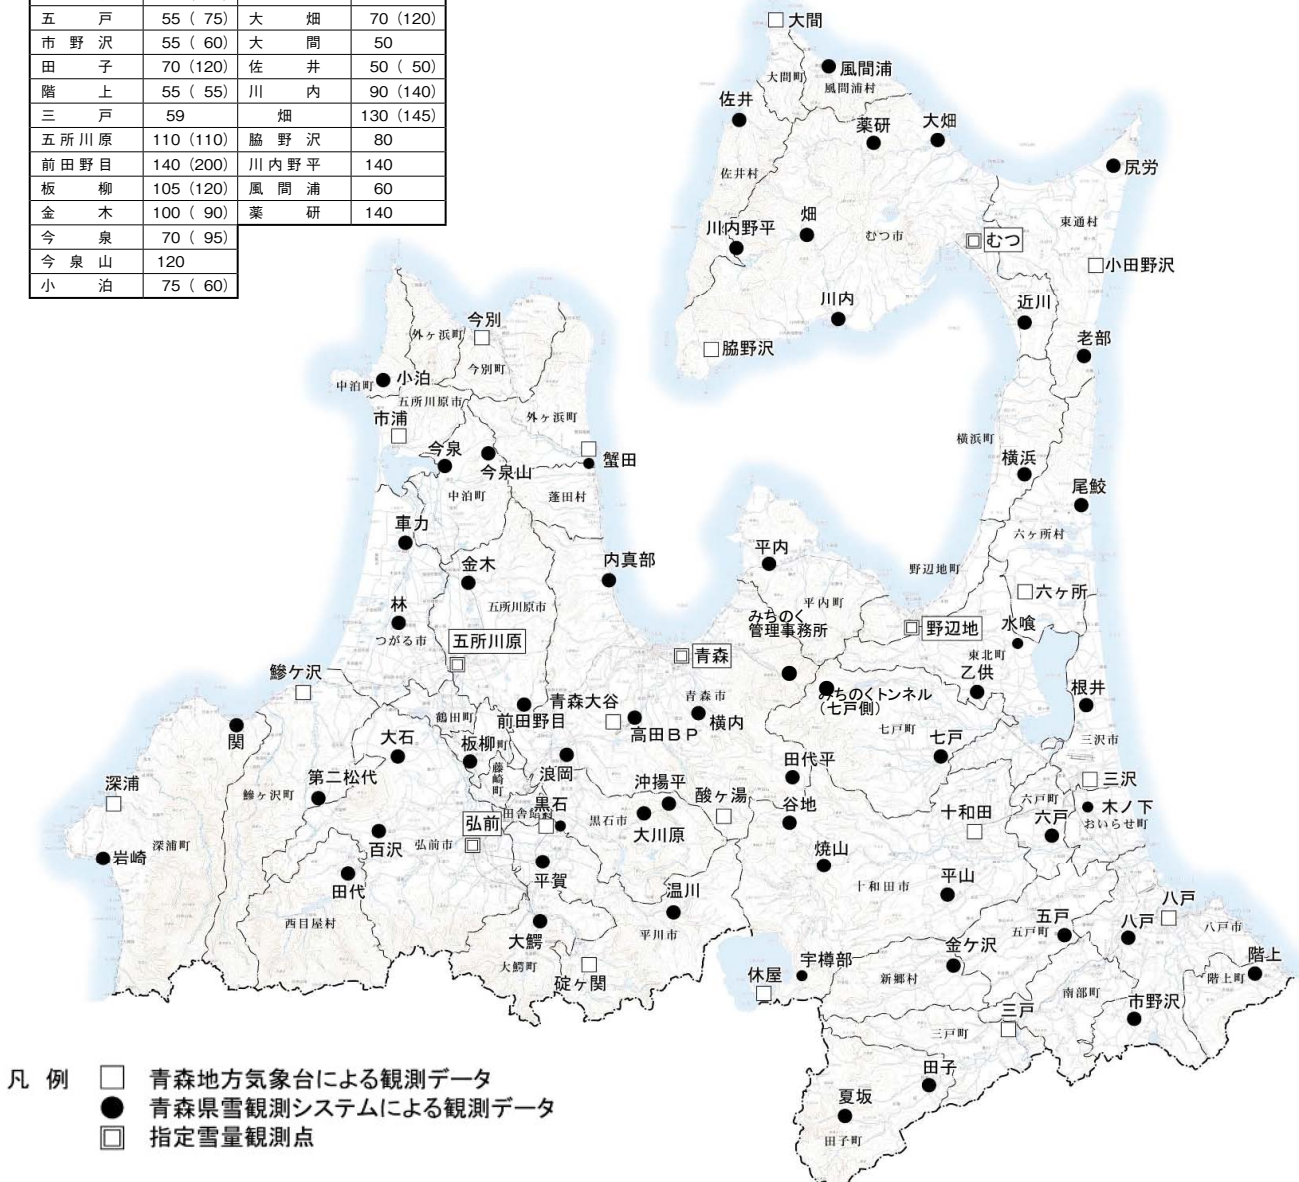 五戸 55 ( 75) 大畑 70 (120)
市野沢 55 ( 60) 大間 50
田子 70 (120) 佐井 50 ( 50)
階上 55 ( 55) 川内 90 (140)
三戸 59 畑 130 (145)
五所川原 110 (110) 脇野沢 80
前田野目 140 (200) 川内野平 140
板柳 105 (120) 風間浦 60
金木 100 ( 90) 薬研 140
今泉 70 ( 95)
今泉山 120
小泊 75 ( 60)
大間
大間町
風間浦
風間浦村
佐井
薬研
大畑
尻労
佐井村
東通村
川内野平
畑
むつ市
むつ
小田野沢
川内
近川
脇野沢
老部
今別
外ヶ浜町
今別町
中泊町
小泊
五所川原市
市浦
外ヶ浜町
横浜町
今泉
今泉山
蟹田
横浜
中泊町
蓬田村
尾鮫
車力
六ヶ所村
金木
内真部
平内
野辺地町
林
五所川原市
平内町
六ヶ所
つがる市
みちのく
管理事務所
五所川原
野辺地
水喰
青森
東北町
鰺ケ沢
乙供
青森大谷
青森市
みちのくトンネル
(七戸側)
根井
関
鶴田町
前田野目
高田ＢＰ
横内
七戸町
大石
板柳町
七戸
三沢市
藤崎町
浪岡
田代平
深浦
第二松代
沖揚平
三沢
鰺ヶ沢町
黒石
酸ヶ湯
谷地
六戸町
田舎館村
黒石市
十和田
六戸
木ノ下
おいらせ町
弘前
大川原
百沢
弘前市
深浦町
岩崎
平賀
焼山
田代
十和田市
平山
温川
八戸
西目屋村
大鰐
平川市
五戸
五戸町
八戸
八戸市
大鰐町
碇ヶ関
金ケ沢
階上
休屋
宇樽部
新郷村
階上町
南部町
市野沢
三戸
三戸町
田子
夏坂
田子町
凡例
青森地方気象台による観測データ
青森県雪観測システムによる観測データ
指定雪量観測点